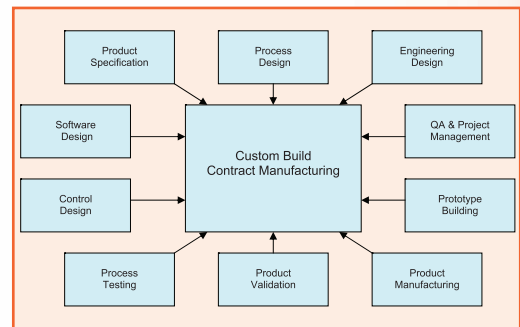 Product
Specification
Process
Design
Engineering
Design
Software
Design
Custom Build
Contract Manufacturing
QA & Project
Management
Control
Design
Prototype
Building
Process
Testing
Product
Validation
Product
Manufacturing